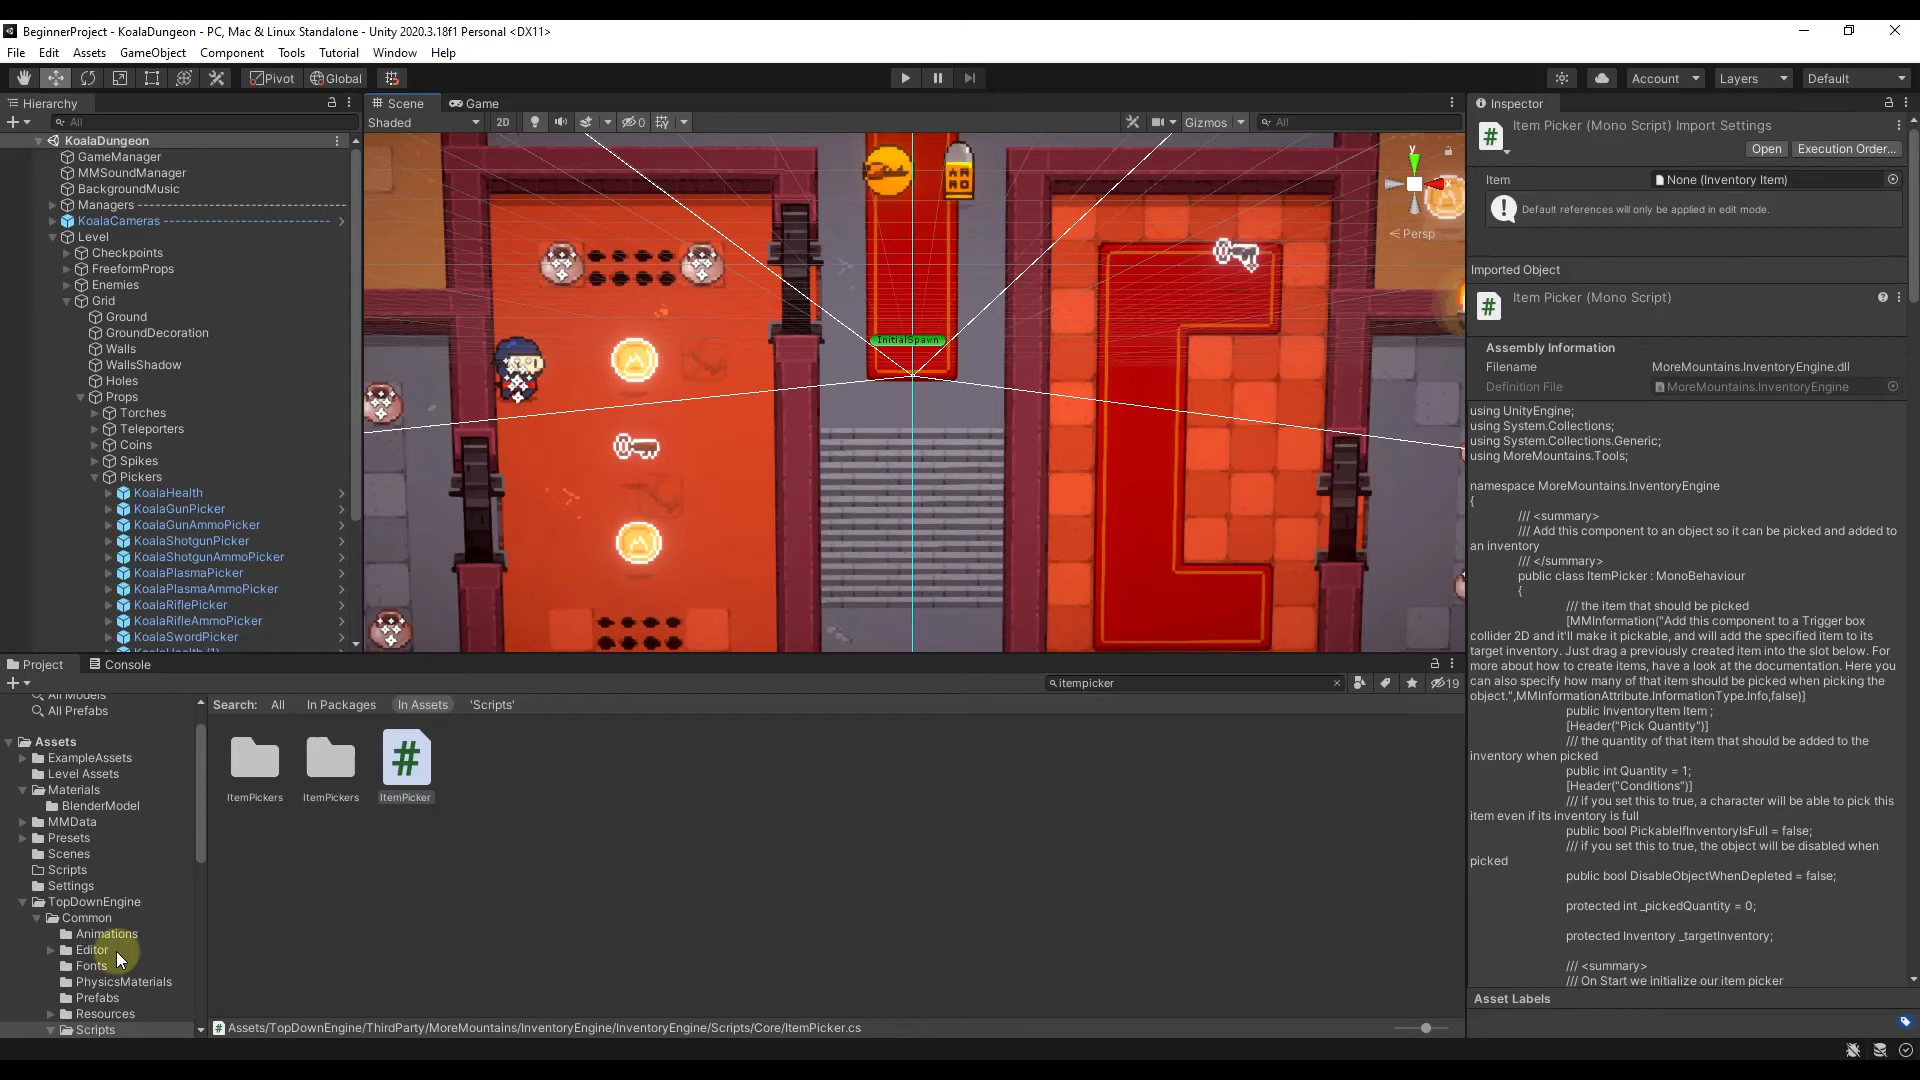 BeginnerProject - KoalaDungeon - PC, Mac & Linux Standalone - Unity 2020.3.18f1 Personal <DX11>
File Edit Assets GameObject Component Tools Tutorial Window Help
Pivot Global Account Layers Default
Hierarchy
All
KoalaDungeon
GameManager
MMSoundManager
BackgroundMusic
Managers
KoalaCameras
Level
Checkpoints
FreeformProps
Enemies
Grid
Ground
GroundDecoration
Walls
WallsShadow
Holes
Props
Torches
Teleporters
Coins
Spikes
Pickers
KoalaHealth
KoalaGunPicker
KoalaGunAmmoPicker
KoalaShotgunPicker
KoalaShotgunAmmoPicker
KoalaPlasmaPicker
KoalaPlasmaAmmoPicker
KoalaRiflePicker
KoalaRifleAmmoPicker
KoalaSwordPicker
Scene Game
Shaded 2D 0 Gizmos All
y
x
Persp
InitialSpawn
Inspector
Item Picker (Mono Script) Import Settings
Open Execution Order...
Item None (Inventory Item)
Default references will only be applied in edit mode.
Imported Object
Item Picker (Mono Script)
Assembly Information
Filename MoreMountains.InventoryEngine.dll
Definition File MoreMountains.InventoryEngine
using UnityEngine;
using System.Collections;
using System.Collections.Generic;
using MoreMountains.Tools;
namespace MoreMountains.InventoryEngine
{
/// <summary>
/// Add this component to an object so it can be picked and added to
an inventory
/// </summary>
public class ItemPicker : MonoBehaviour
{
/// the item that should be picked
[MMInformation("Add this component to a Trigger box
collider 2D and it'll make it pickable, and will add the specified item to its
target inventory. Just drag a previously created item into the slot below. For
more about how to create items, have a look at the documentation. Here you
can also specify how many of that item should be picked when picking the
object.",MMInformationAttribute.InformationType.Info,false)]
public InventoryItem Item ;
[Header("Pick Quantity")]
/// the quantity of that item that should be added to the
inventory when picked
public int Quantity = 1;
[Header("Conditions")]
/// if you set this to true, a character will be able to pick this
item even if its inventory is full
public bool PickableIfInventoryIsFull = false;
/// if you set this to true, the object will be disabled when
picked
public bool DisableObjectWhenDepleted = false;
protected int _pickedQuantity = 0;
protected Inventory _targetInventory;
/// <summary>
/// On Start we initialize our item picker
Asset Labels
Project Console
itempicker
19
All Models
All Prefabs
Assets
ExampleAssets
Level Assets
Materials
BlenderModel
MMData
Presets
Scenes
Scripts
Settings
TopDownEngine
Common
Animations
Editor
Fonts
PhysicsMaterials
Prefabs
Resources
Scripts
Search: All In Packages In Assets 'Scripts'
ItemPickers ItemPickers ItemPicker
Assets/TopDownEngine/ThirdParty/MoreMountains/InventoryEngine/InventoryEngine/Scripts/Core/ItemPicker.cs